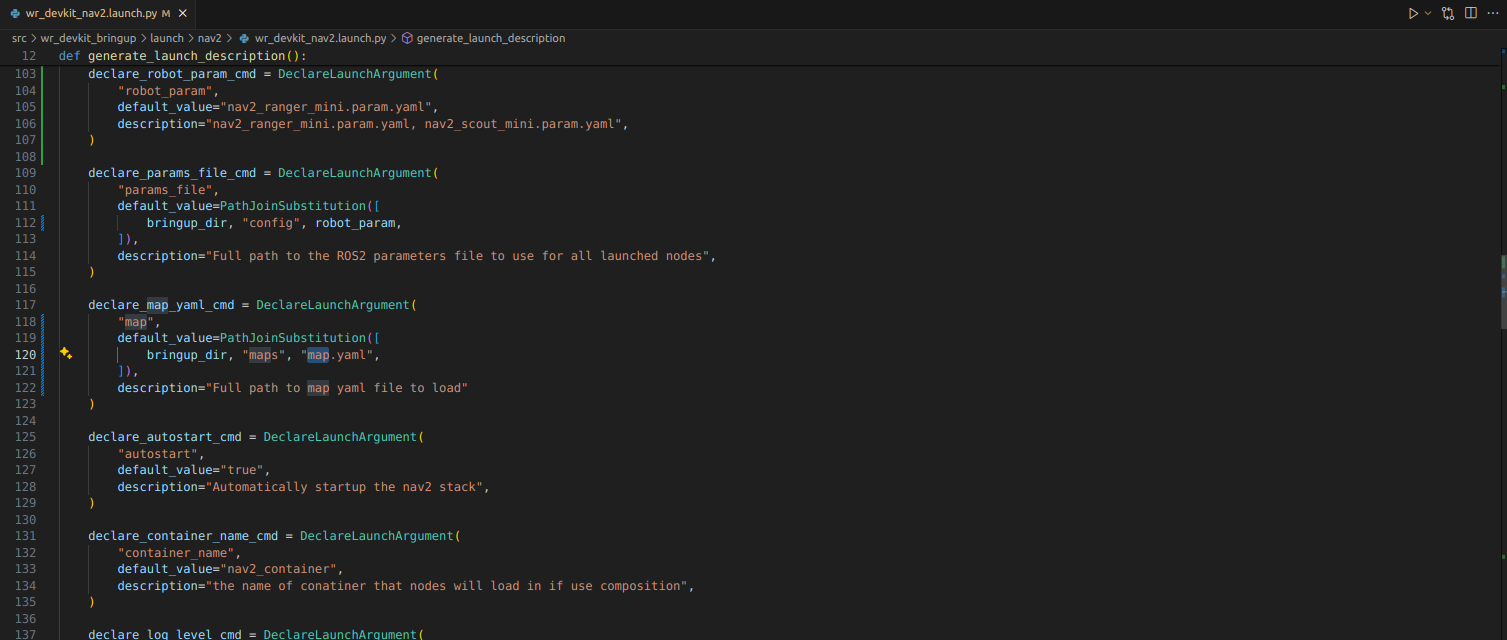 wr_devkit_nav2.launch.py M ×
src > wr_devkit_bringup > launch > nav2 > wr_devkit_nav2.launch.py > generate_launch_description
12 def generate_launch_description():
103 declare_robot_param_cmd = DeclareLaunchArgument(
104 "robot_param",
105 default_value="nav2_ranger_mini.param.yaml",
106 description="nav2_ranger_mini.param.yaml, nav2_scout_mini.param.yaml",
107 )
108
109 declare_params_file_cmd = DeclareLaunchArgument(
110 "params_file",
111 default_value=PathJoinSubstitution([
112 bringup_dir, "config", robot_param,
113 ]),
114 description="Full path to the ROS2 parameters file to use for all launched nodes",
115 )
116
117 declare_map_yaml_cmd = DeclareLaunchArgument(
118 "map",
119 default_value=PathJoinSubstitution([
120 bringup_dir, "maps", "map.yaml",
121 ]),
122 description="Full path to map yaml file to load"
123 )
124
125 declare_autostart_cmd = DeclareLaunchArgument(
126 "autostart",
127 default_value="true",
128 description="Automatically startup the nav2 stack",
129 )
130
131 declare_container_name_cmd = DeclareLaunchArgument(
132 "container_name",
133 default_value="nav2_container",
134 description="the name of conatiner that nodes will load in if use composition",
135 )
136
137 declare_log_level_cmd = DeclareLaunchArgument(